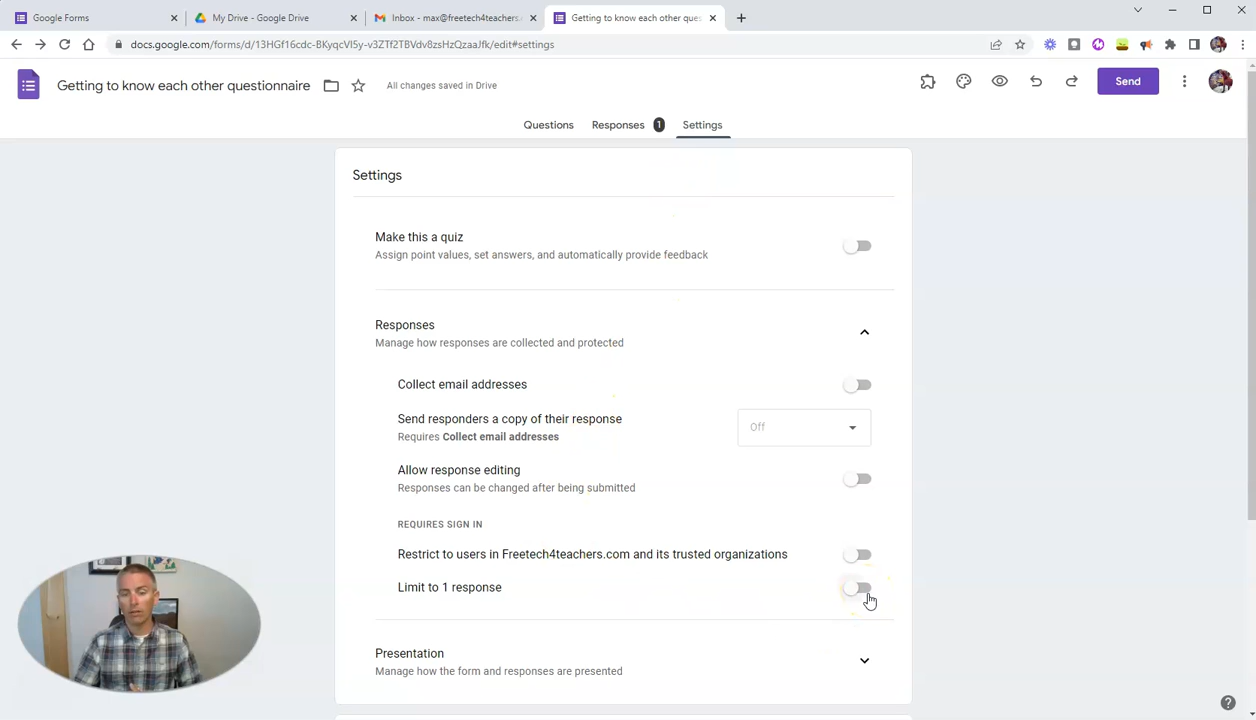 Google Forms
My Drive - Google Drive
Inbox - max@freetech4teachers.
Getting to know each other ques
docs.google.com/forms/d/13HGf16cdc-BKyqcVI5y-v3ZTf2TBVdv8zsHzQzaaJfk/edit#settings
Getting to know each other questionnaire
All changes saved in Drive
Send
Questions
Responses 1
Settings
Settings
Make this a quiz
Assign point values, set answers, and automatically provide feedback
Responses
Manage how responses are collected and protected
Collect email addresses
Send responders a copy of their response
Requires Collect email addresses
Off
Allow response editing
Responses can be changed after being submitted
REQUIRES SIGN IN
Restrict to users in Freetech4teachers.com and its trusted organizations
Limit to 1 response
Presentation
Manage how the form and responses are presented